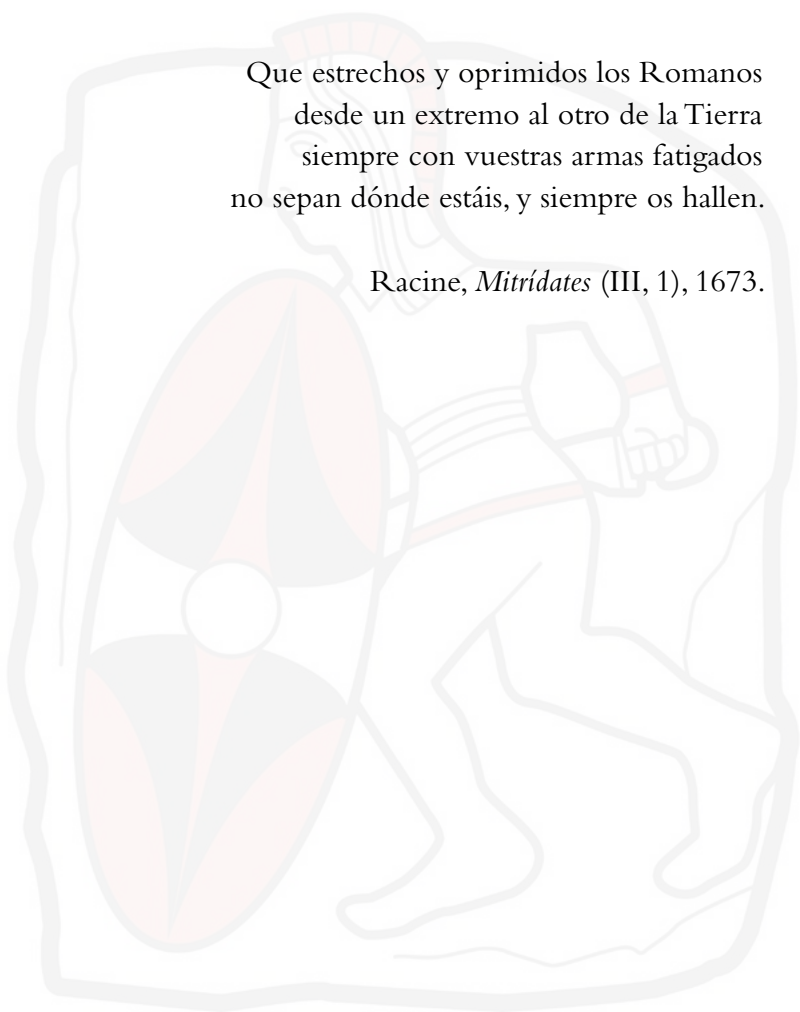 Que estrechos y oprimidos los Romanos
desde un extremo al otro de la Tierra
siempre con vuestras armas fatigados
no sepan dónde estáis, y siempre os hallen.
Racine, Mitrídates (III, 1), 1673.